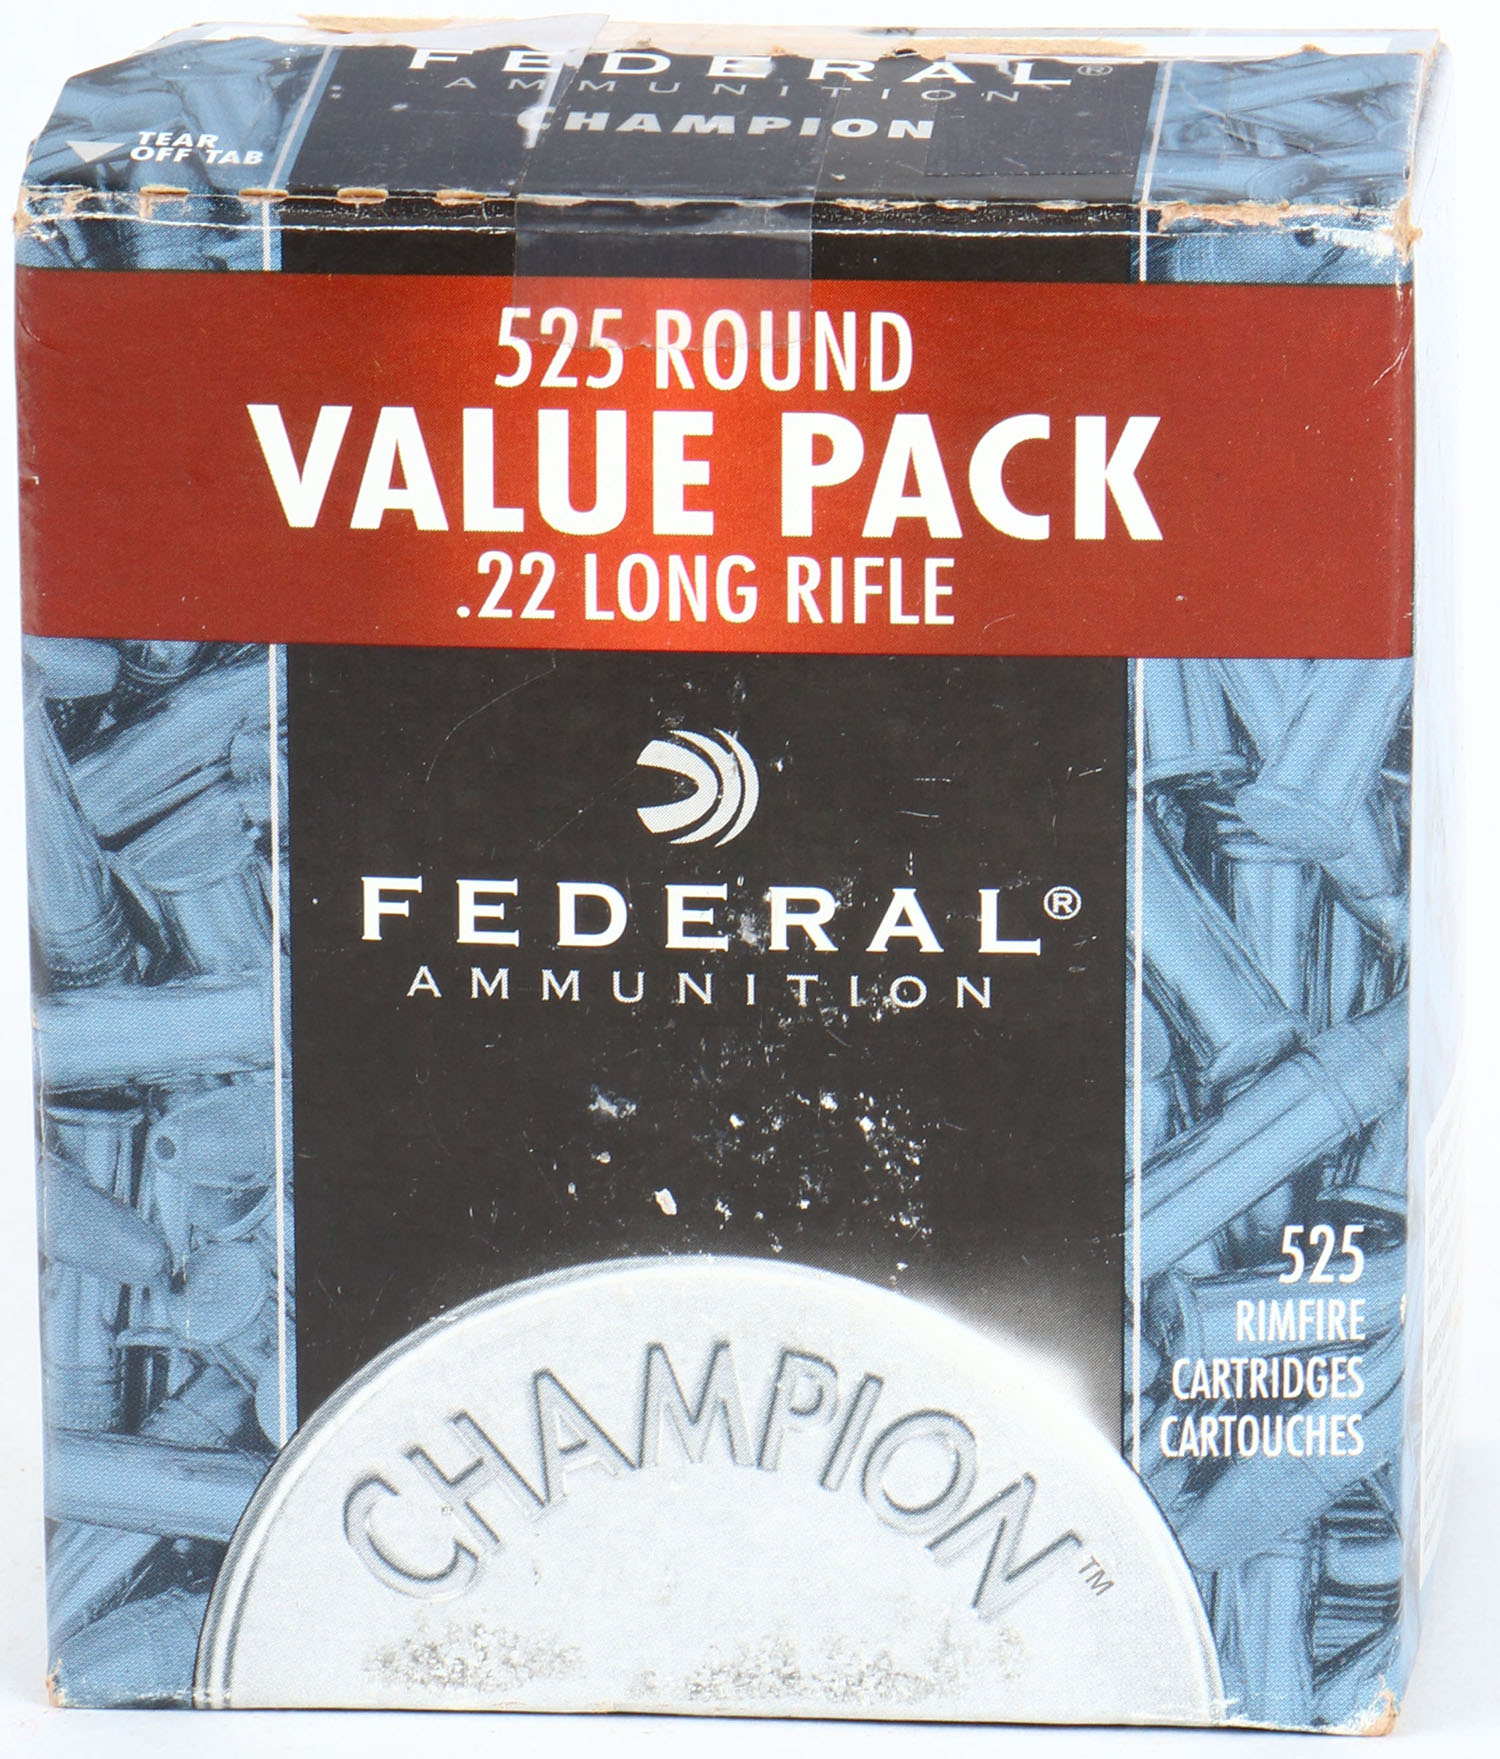 FEDERAL®
AMMUNITION
CHAMPION
TEAR
OFF TAB
525 ROUND
VALUE PACK
.22 LONG RIFLE
FEDERAL®
AMMUNITION
525
RIMFIRE
CARTRIDGES
CARTOUCHES
CHAMPION™